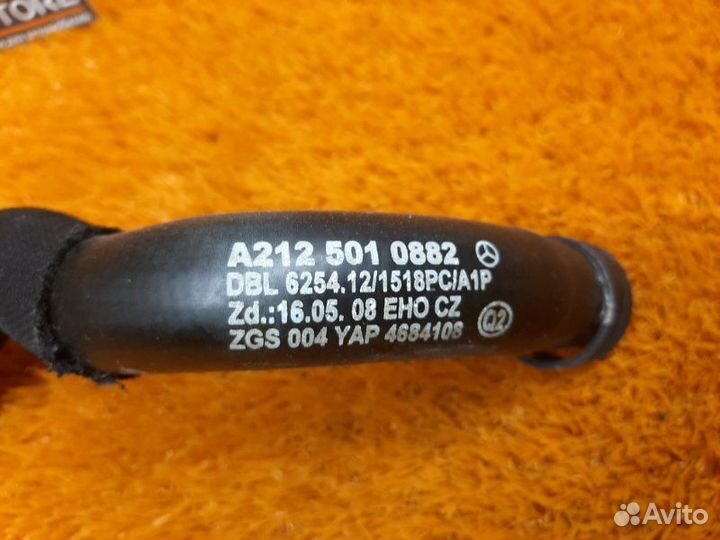 TORE
A212 501 0882
DBL 6254.12/1518PC/A1P
Zd.:16.05. 08 EHO CZ
ZGS 004 YAP 4684108 Q2
Avito